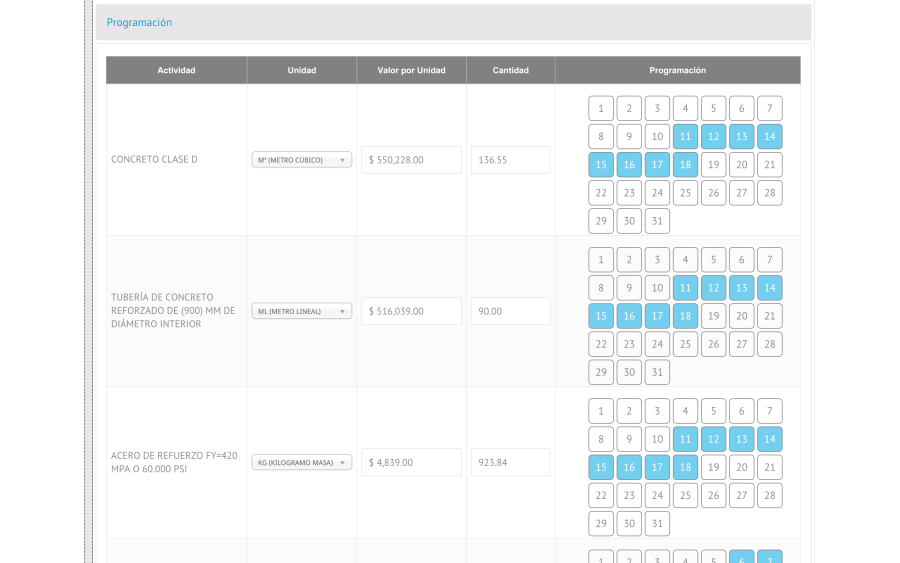 Programación
Actividad Unidad Valor por Unidad Cantidad Programación
1 2 3 4 5 6 7
8 9 10 11 12 13 14
CONCRETO CLASE D M³ (METRO CÚBICO) $ 550,228.00 136.55
15 16 17 18 19 20 21
22 23 24 25 26 27 28
29 30 31
1 2 3 4 5 6 7
8 9 10 11 12 13 14
TUBERÍA DE CONCRETO
REFORZADO DE (900) MM DE
DIÁMETRO INTERIOR
ML (METRO LINEAL) $ 516,039.00 90.00
15 16 17 18 19 20 21
22 23 24 25 26 27 28
29 30 31
1 2 3 4 5 6 7
8 9 10 11 12 13 14
ACERO DE REFUERZO FY=420
MPA O 60.000 PSI
KG (KILOGRAMO MASA) $ 4,839.00 923.84
15 16 17 18 19 20 21
22 23 24 25 26 27 28
29 30 31
1 2 3 4 5 6 7